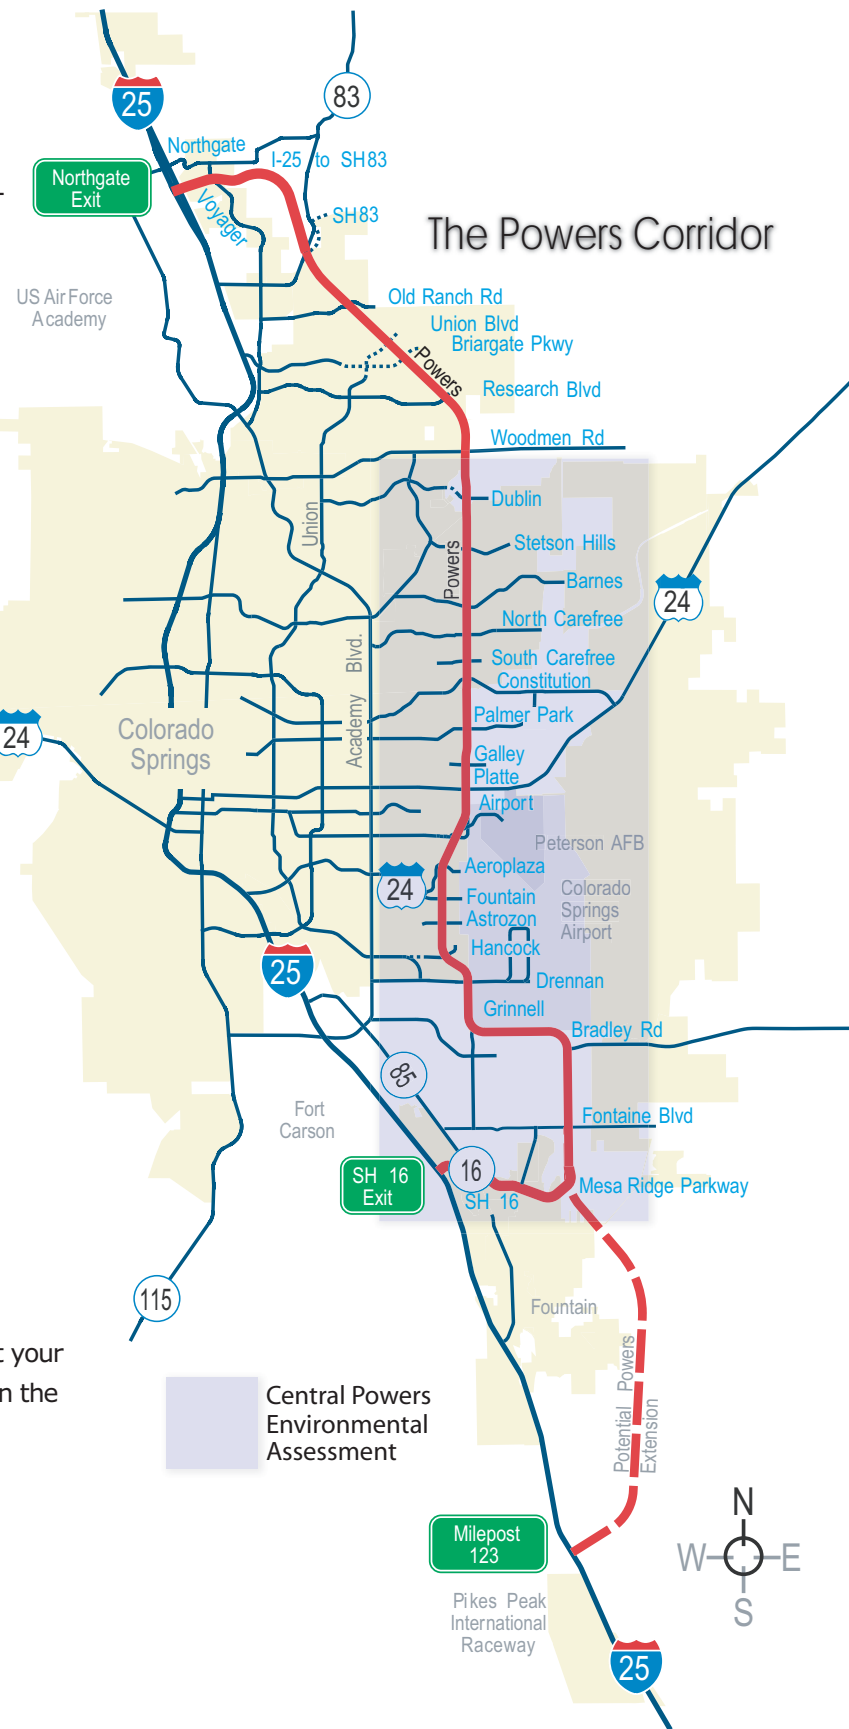 25
83
Northgate
I-25 to SH83
Northgate
Exit
Voyager
SH83
The Powers Corridor
US Air Force
Academy
Old Ranch Rd
Union Blvd
Briargate Pkwy
Powers
Research Blvd
Woodmen Rd
Dublin
Union
Stetson Hills
Powers
Barnes
24
North Carefree
Academy Blvd.
South Carefree
Constitution
Palmer Park
24
Colorado
Springs
Galley
Platte
Airport
Peterson AFB
Aeroplaza
24
Fountain
Colorado
Springs
Airport
Astrozon
Hancock
25
Drennan
Grinnell
Bradley Rd
85
Fort
Carson
Fontaine Blvd
SH 16
Exit
16
SH 16
Mesa Ridge Parkway
115
Fountain
t your
n the
Potential Powers
Extension
Central Powers
Environmental
Assessment
N
W
E
S
Milepost
123
Pikes Peak
International
Raceway
25